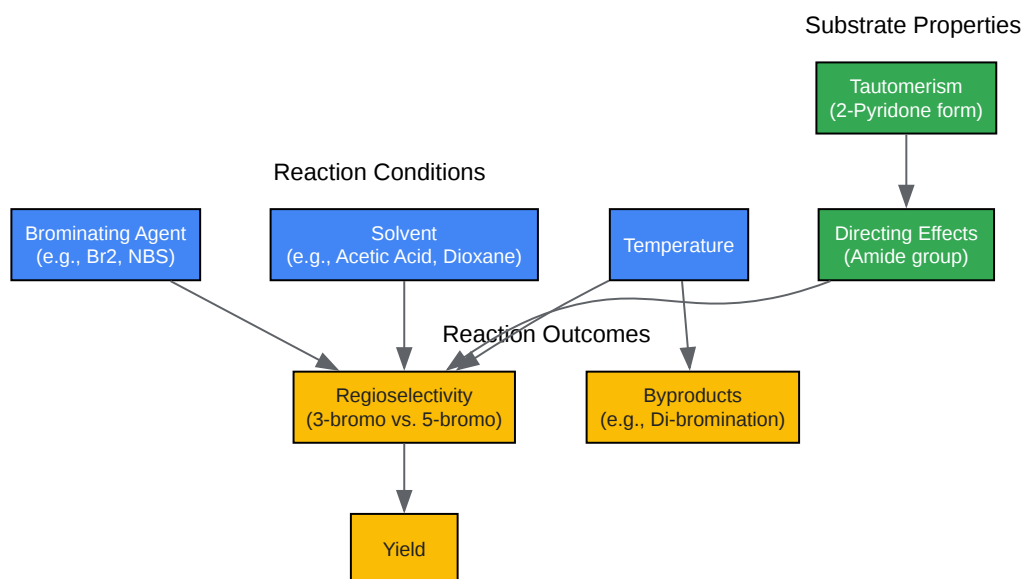 Substrate Properties
Tautomerism
(2-Pyridone form)
Reaction Conditions
Brominating Agent
(e.g., Br2, NBS)
Solvent
(e.g., Acetic Acid, Dioxane)
Temperature
Directing Effects
(Amide group)
Reaction Outcomes
Regioselectivity
(3-bromo vs. 5-bromo)
Byproducts
(e.g., Di-bromination)
Yield